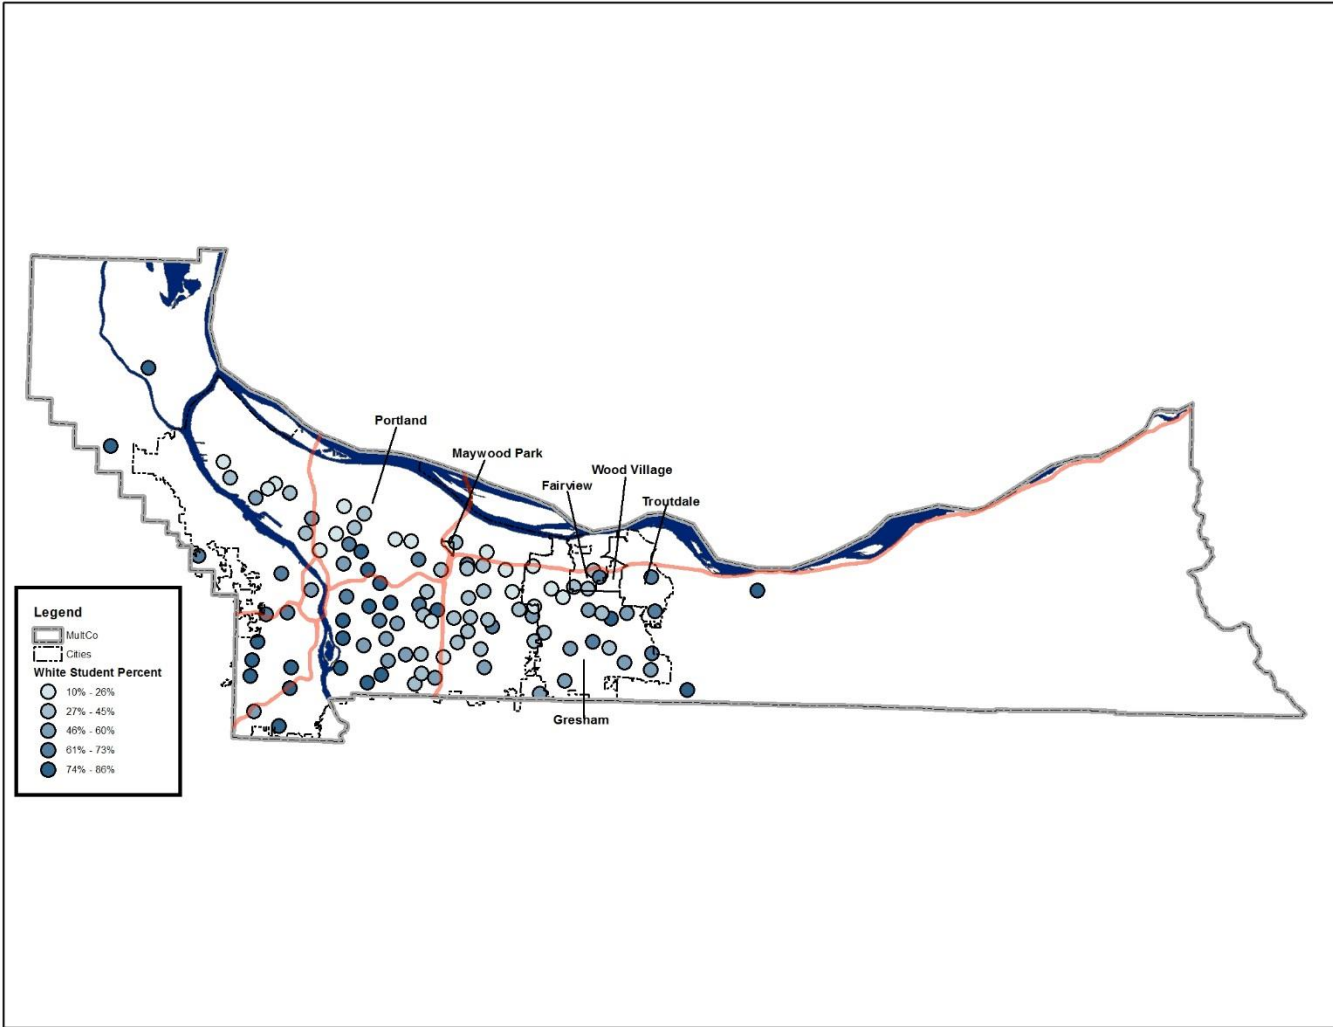 Portland
Maywood Park
Wood Village
Fairview
Troutdale
Gresham
Legend
MultCo
Cities
White Student Percent
10% - 26%
27% - 45%
46% - 60%
61% - 73%
74% - 86%